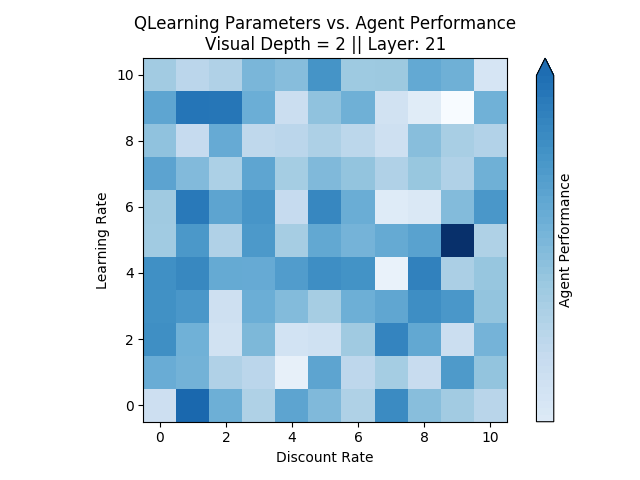 QLearning Parameters vs. Agent Performance
Visual Depth = 2 || Layer: 21
10
8
6
4
2
0
Learning Rate
0 2 4 6 8 10
Discount Rate
Agent Performance